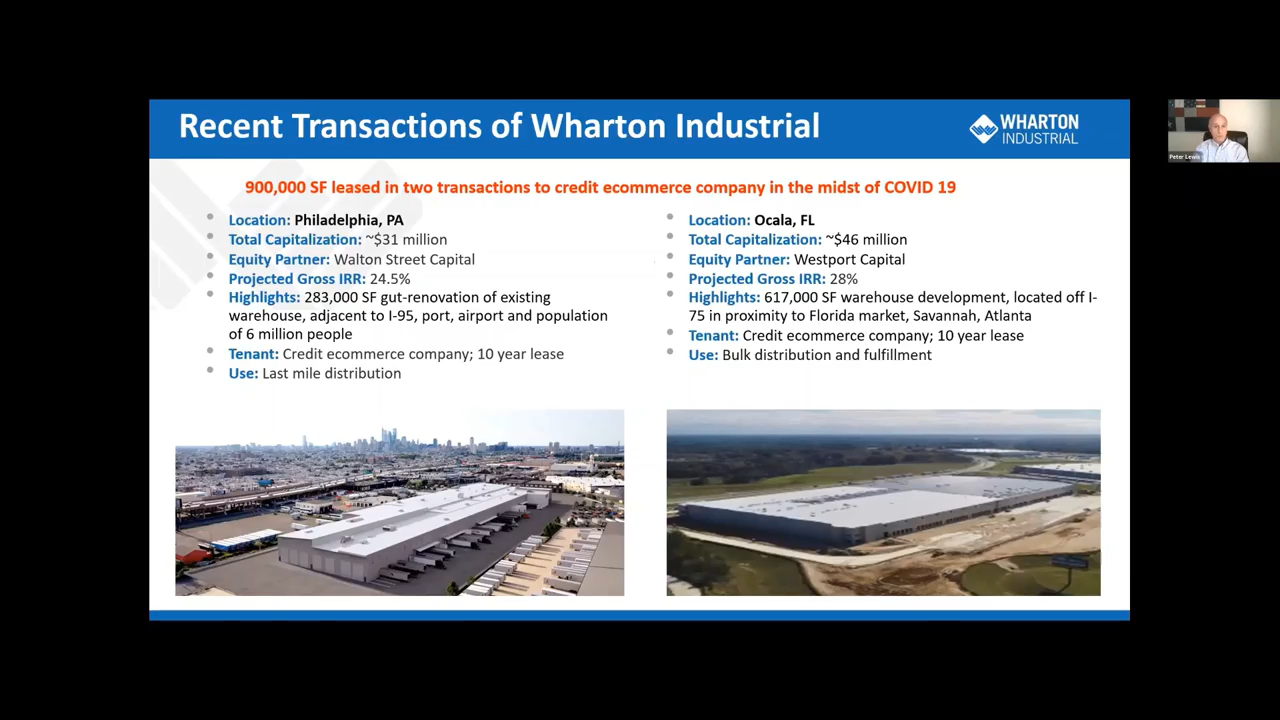 Recent Transactions of Wharton Industrial
WHARTON
INDUSTRIAL
Peter Lewis
900,000 SF leased in two transactions to credit ecommerce company in the midst of COVID 19
Location: Philadelphia, PA
Total Capitalization: ~$31 million
Equity Partner: Walton Street Capital
Projected Gross IRR: 24.5%
Highlights: 283,000 SF gut-renovation of existing
warehouse, adjacent to I-95, port, airport and population
of 6 million people
Tenant: Credit ecommerce company; 10 year lease
Use: Last mile distribution
Location: Ocala, FL
Total Capitalization: ~$46 million
Equity Partner: Westport Capital
Projected Gross IRR: 28%
Highlights: 617,000 SF warehouse development, located off I-
75 in proximity to Florida market, Savannah, Atlanta
Tenant: Credit ecommerce company; 10 year lease
Use: Bulk distribution and fulfillment